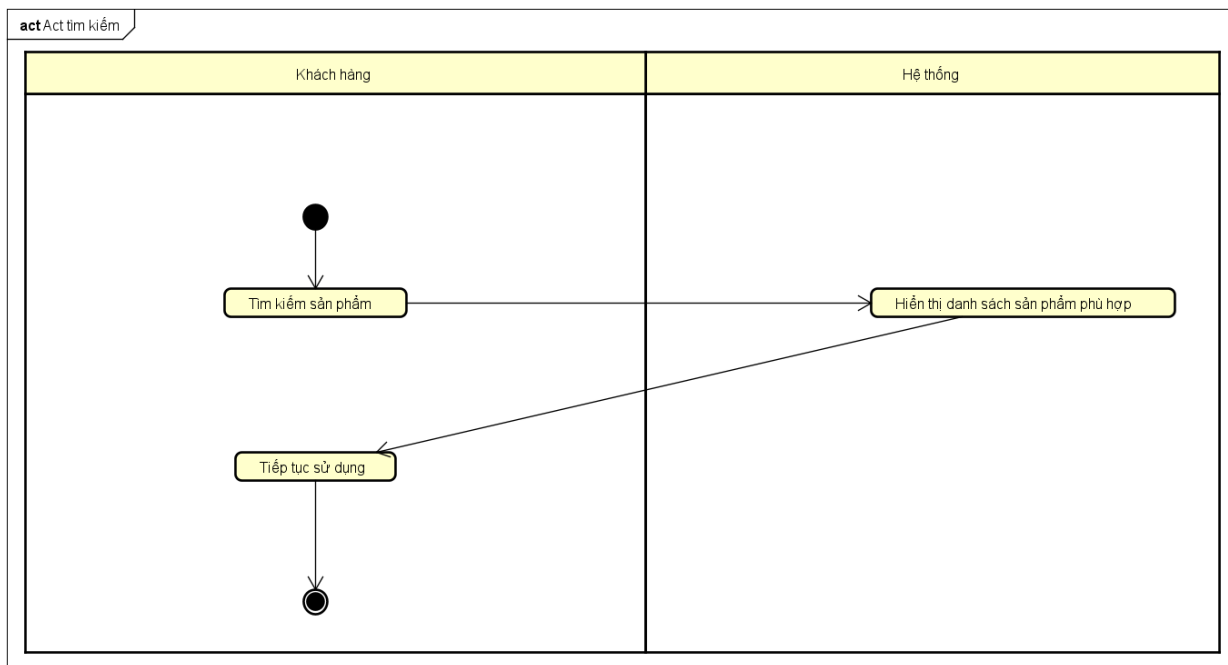 act Act tìm kiếm
Khách hàng
Hệ thống
Tìm kiếm sản phẩm
Hiển thị danh sách sản phẩm phù hợp
Tiếp tục sử dụng